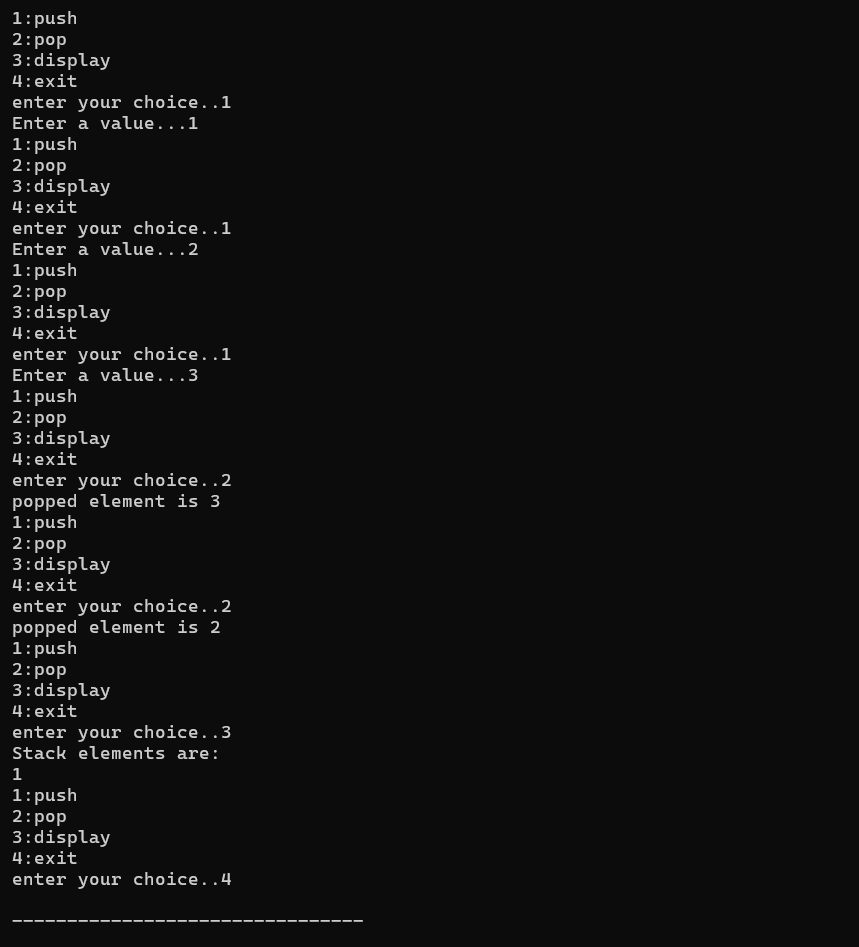 1:push
2:pop
3:display
4:exit
enter your choice..1
Enter a value...1
1:push
2:pop
3:display
4:exit
enter your choice..1
Enter a value...2
1:push
2:pop
3:display
4:exit
enter your choice..1
Enter a value...3
1:push
2:pop
3:display
4:exit
enter your choice..2
popped element is 3
1:push
2:pop
3:display
4:exit
enter your choice..2
popped element is 2
1:push
2:pop
3:display
4:exit
enter your choice..3
Stack elements are:
1
1:push
2:pop
3:display
4:exit
enter your choice..4
--------------------------------